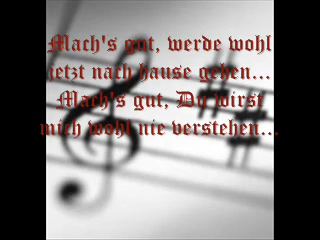 Mach's gut, werde wohl
jetzt nach hause gehen...
Mach's gut, Du wirst
mich wohl nie verstehen...